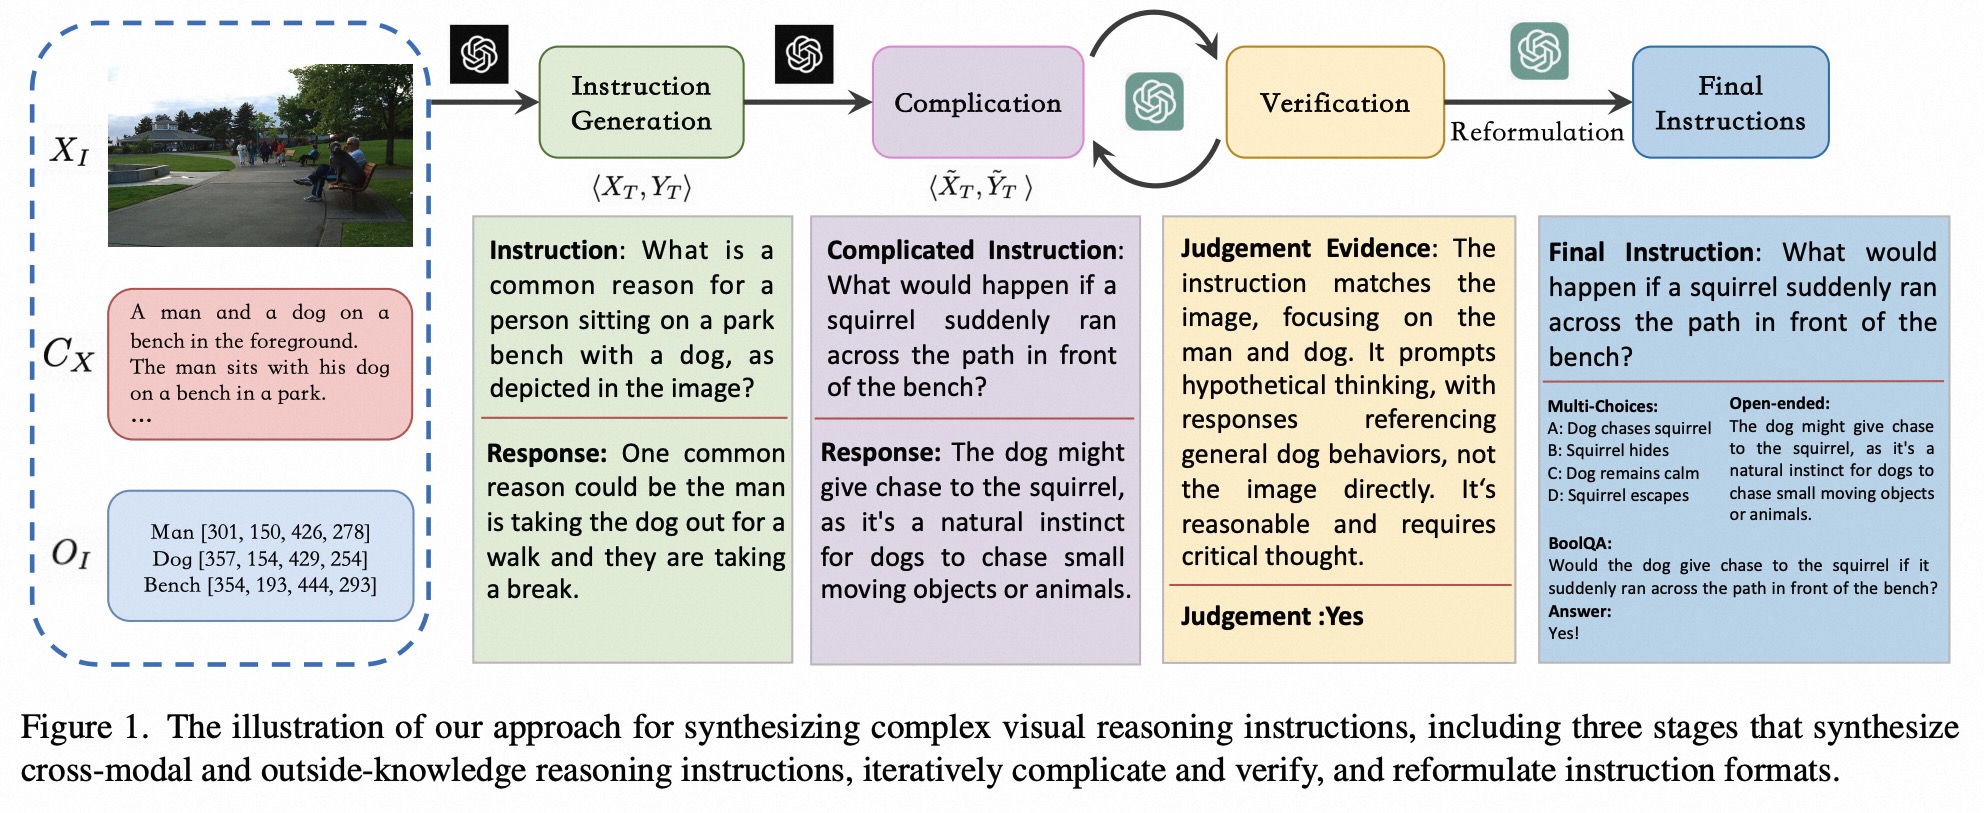 X_I
C_X
A man and a dog on a
bench in the foreground.
The man sits with his dog
on a bench in a park.
...
O_I
Man [301, 150, 426, 278]
Dog [357, 154, 429, 254]
Bench [354, 193, 444, 293]
Instruction
Generation
⟨X_T, Y_T⟩
Complication
⟨X̃_T, Ỹ_T ⟩
Verification
Reformulation
Final
Instructions
Instruction: What is a
common reason for a
person sitting on a park
bench with a dog, as
depicted in the image?
Response: One common
reason could be the man
is taking the dog out for a
walk and they are taking
a break.
Complicated Instruction:
What would happen if a
squirrel suddenly ran
across the path in front
of the bench?
Response: The dog might
give chase to the squirrel,
as it's a natural instinct
for dogs to chase small
moving objects or animals.
Judgement Evidence: The
instruction matches the
image, focusing on the
man and dog. It prompts
hypothetical thinking, with
responses referencing
general dog behaviors, not
the image directly. It‘s
reasonable and requires
critical thought.
Judgement :Yes
Final Instruction: What would
happen if a squirrel suddenly ran
across the path in front of the
bench?
Multi-Choices:
A: Dog chases squirrel
B: Squirrel hides
C: Dog remains calm
D: Squirrel escapes
Open-ended:
The dog might give chase
to the squirrel, as it's a
natural instinct for dogs to
chase small moving objects
or animals.
BoolQA:
Would the dog give chase to the squirrel if it
suddenly ran across the path in front of the bench?
Answer:
Yes!
Figure 1. The illustration of our approach for synthesizing complex visual reasoning instructions, including three stages that synthesize
cross-modal and outside-knowledge reasoning instructions, iteratively complicate and verify, and reformulate instruction formats.